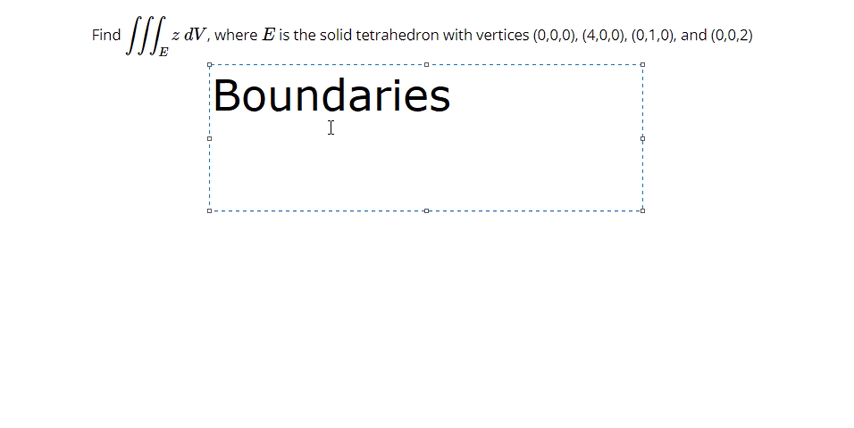 Find ∭_E z dV, where E is the solid tetrahedron with vertices (0,0,0), (4,0,0), (0,1,0), and (0,0,2)
Boundaries